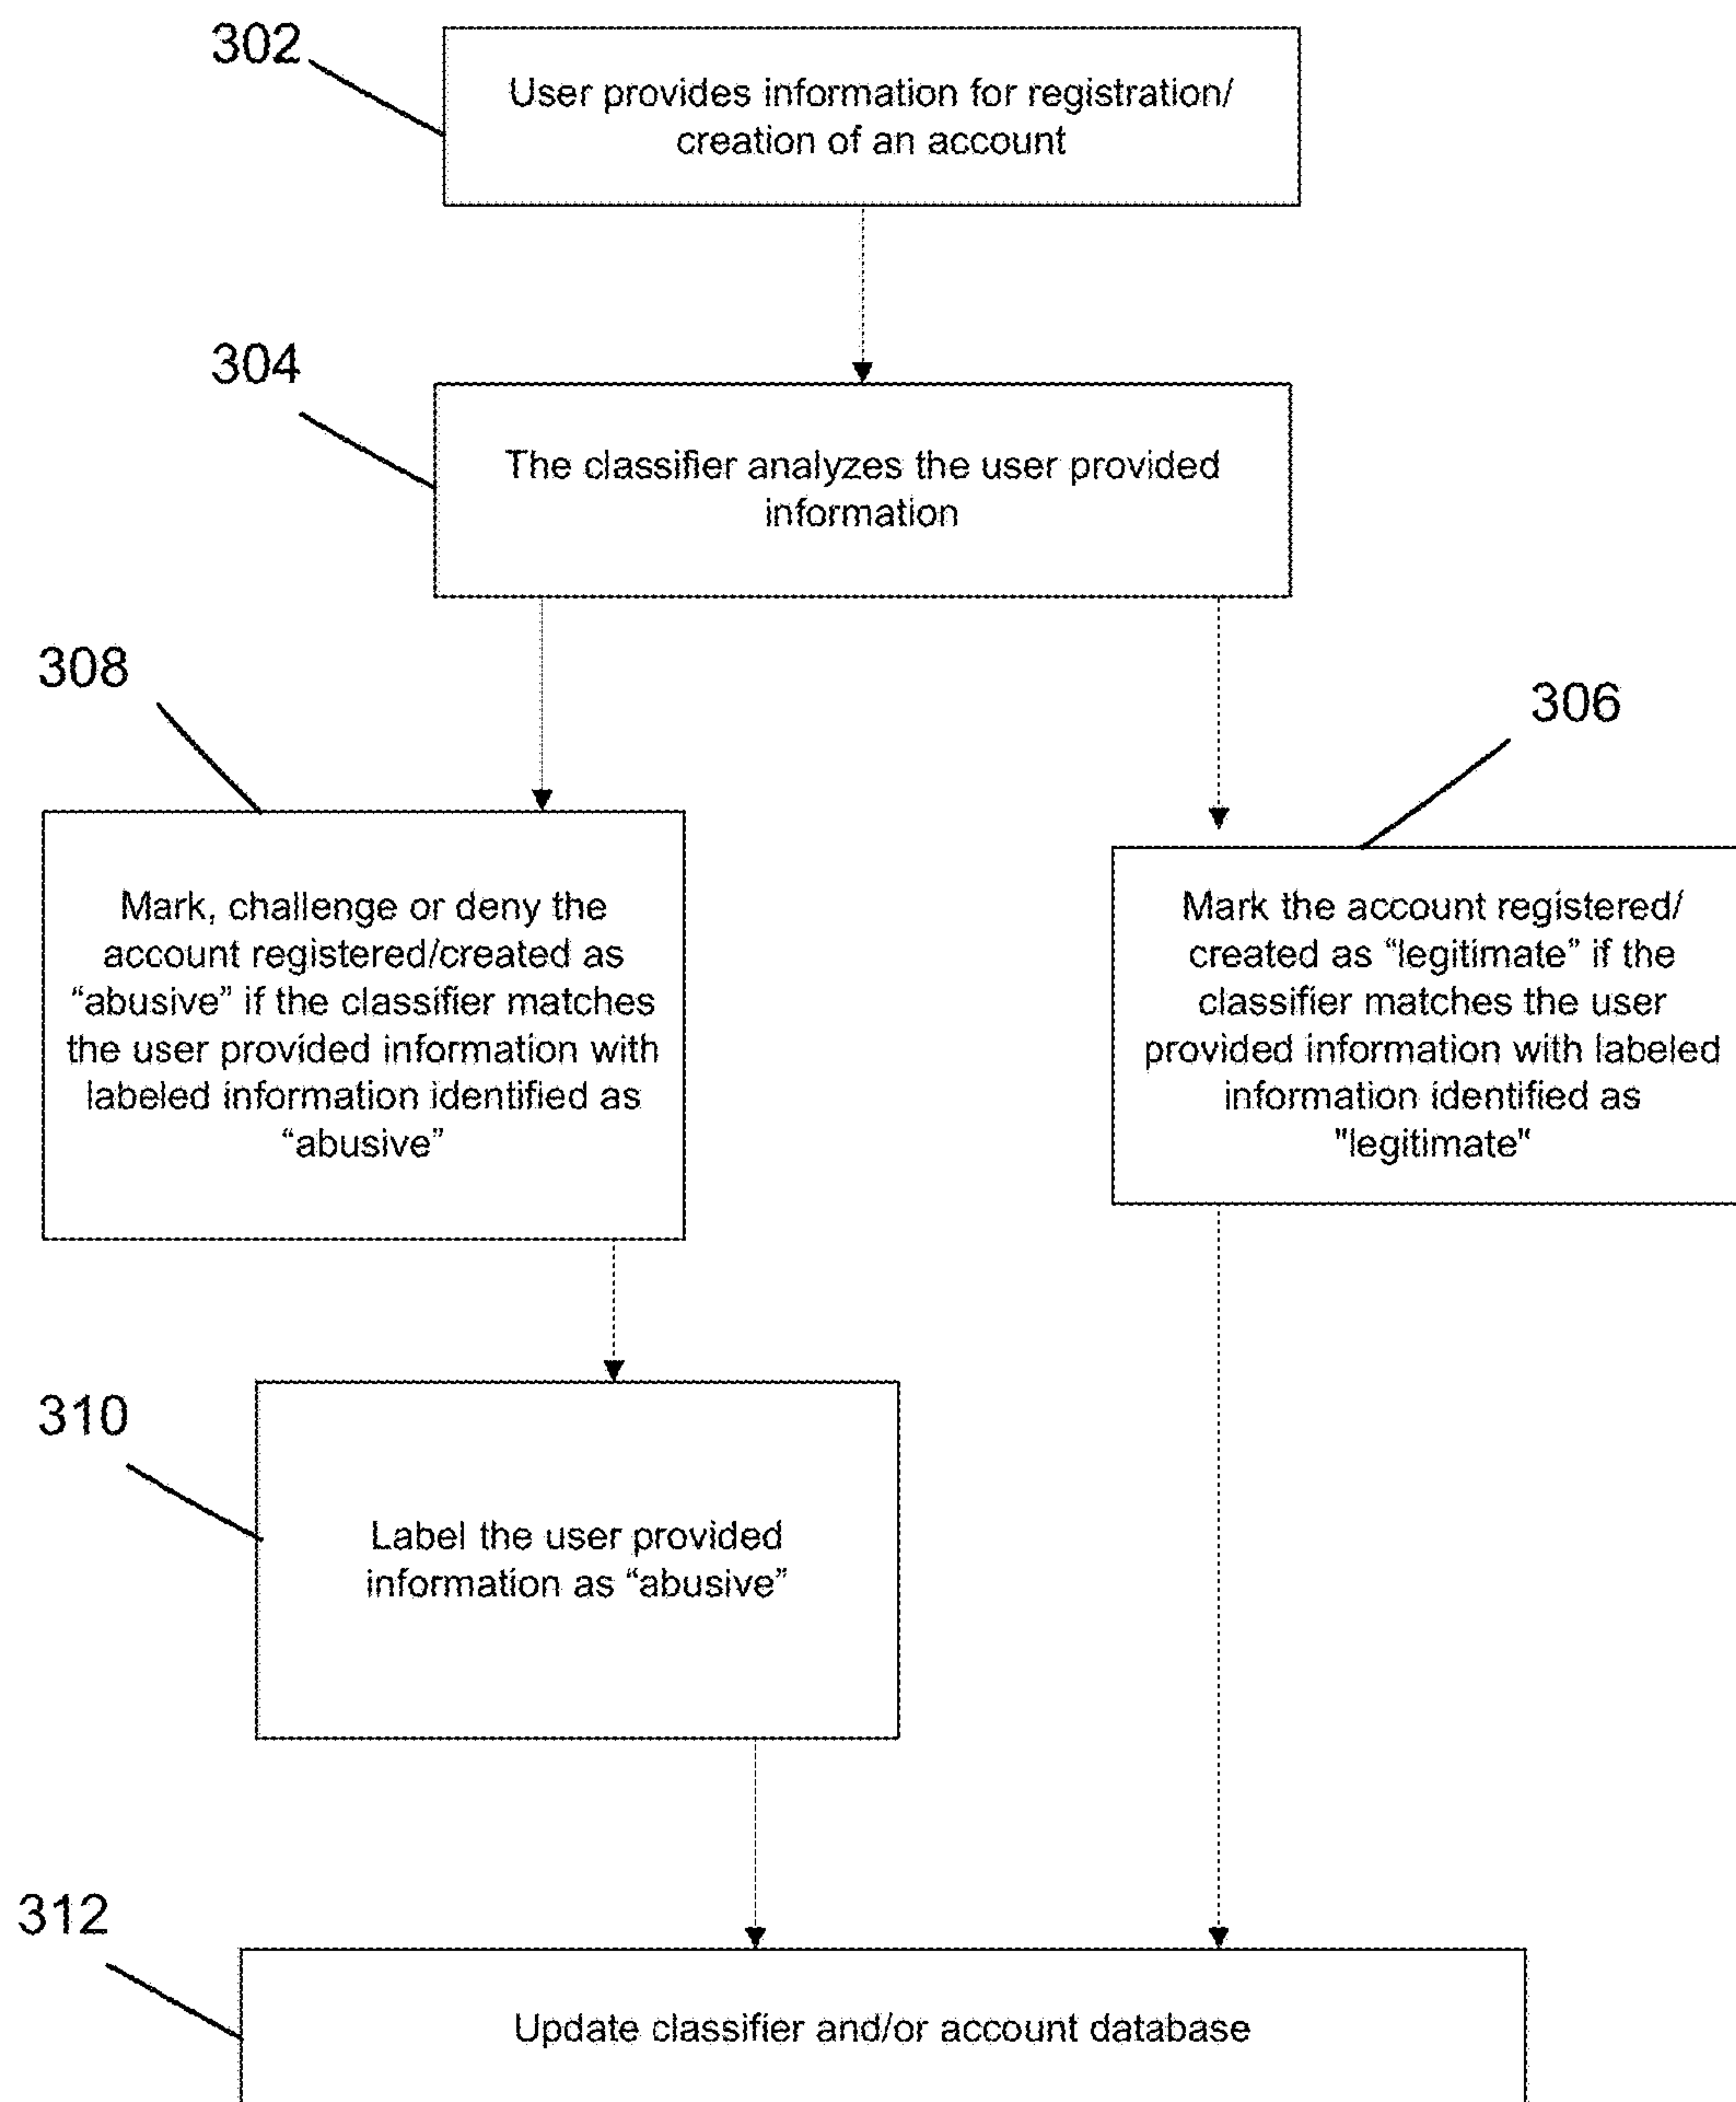 302
User provides information for registration/
creation of an account
304
The classifier analyzes the user provided
information
308
306
Mark, challenge or deny the
account registered/created as
“abusive” if the classifier matches
the user provided information with
labeled information identified as
“abusive”
Mark the account registered/
created as “legitimate” if the
classifier matches the user
provided information with labeled
information identified as
"legitimate"
310
Label the user provided
information as “abusive”
312
Update classifier and/or account database